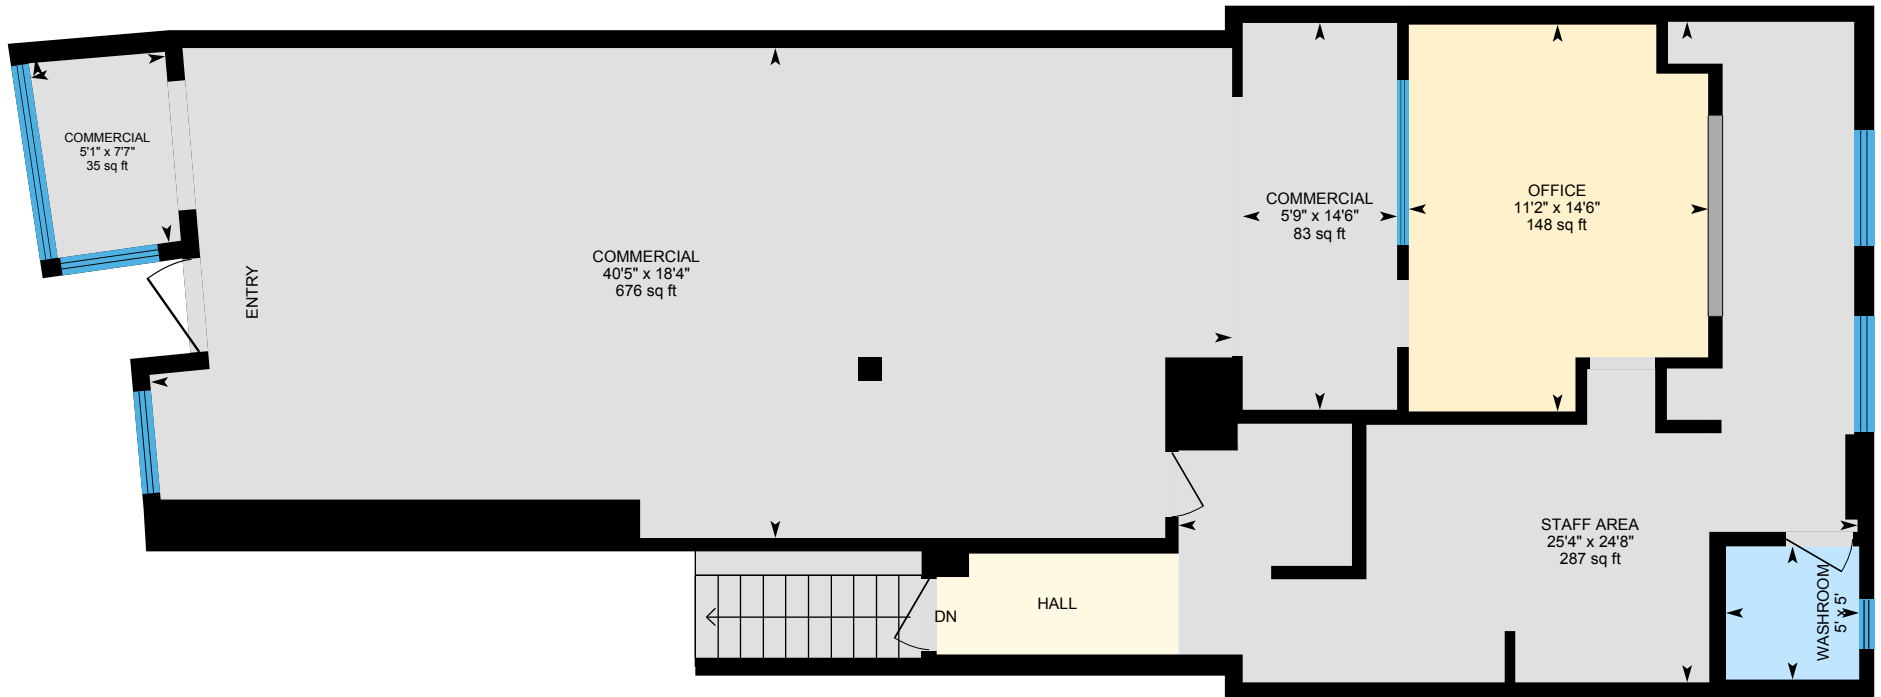 COMMERCIAL
5'1" x 7'7"
35 sq ft
ENTRY
COMMERCIAL
40'5" x 18'4"
676 sq ft
COMMERCIAL
5'9" x 14'6"
83 sq ft
OFFICE
11'2" x 14'6"
148 sq ft
STAFF AREA
25'4" x 24'8"
287 sq ft
WASHROOM
5' x 5'
HALL
DN